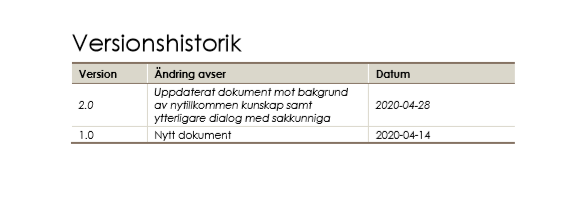 Versionshistorik
Version Ändring avser Datum
Uppdaterat dokument mot bakgrund
2.0 av nytillkommen kunskap samt 2020-04-28
ytterligare dialog med sakkunniga
1.0 Nytt dokument 2020-04-14